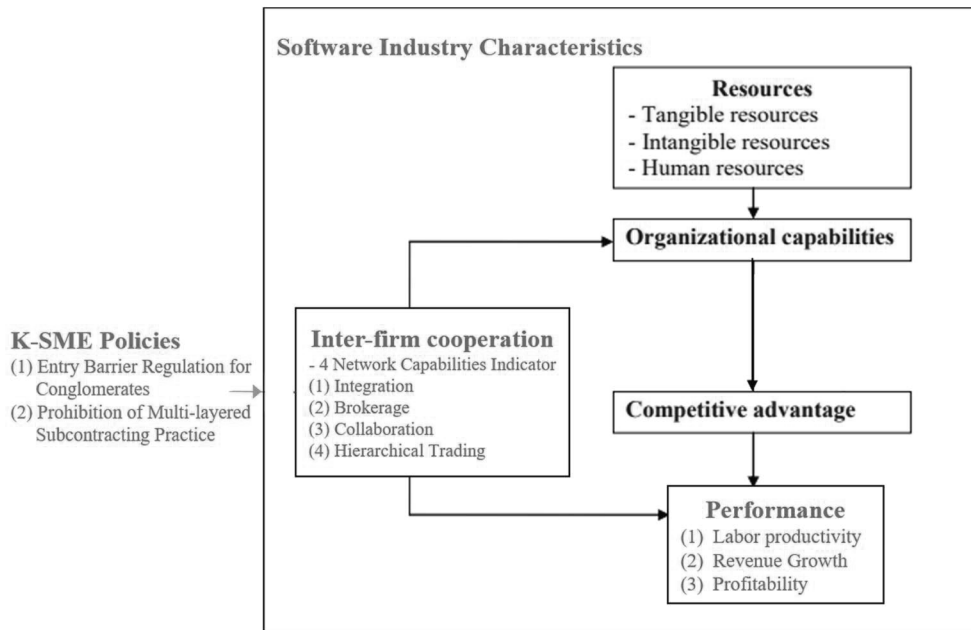 Software Industry Characteristics
Resources
- Tangible resources
- Intangible resources
- Human resources
Organizational capabilities
K-SME Policies
(1) Entry Barrier Regulation for
Conglomerates
(2) Prohibition of Multi-layered
Subcontracting Practice
Inter-firm cooperation
- 4 Network Capabilities Indicator
(1) Integration
(2) Brokerage
(3) Collaboration
(4) Hierarchical Trading
Competitive advantage
Performance
(1) Labor productivity
(2) Revenue Growth
(3) Profitability